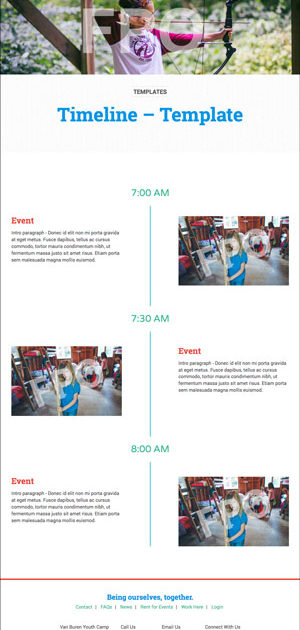 FPO
TEMPLATES
Timeline – Template
7:00 AM
Event
Intro paragraph - Donec id elit non mi porta gravida
at eget metus. Fusce dapibus, tellus ac cursus
commodo, tortor mauris condimentum nibh, ut
fermentum massa justo sit amet risus. Etiam porta
sem malesuada magna mollis euismod.
FPO
7:30 AM
FPO
Event
Intro paragraph - Donec id elit non mi porta gravida
at eget metus. Fusce dapibus, tellus ac cursus
commodo, tortor mauris condimentum nibh, ut
fermentum massa justo sit amet risus. Etiam porta
sem malesuada magna mollis euismod.
8:00 AM
Event
Intro paragraph - Donec id elit non mi porta gravida
at eget metus. Fusce dapibus, tellus ac cursus
commodo, tortor mauris condimentum nibh, ut
fermentum massa justo sit amet risus. Etiam porta
sem malesuada magna mollis euismod.
FPO
Being ourselves, together.
Contact | FAQs | News | Rent for Events | Work Here | Login
Van Buren Youth Camp Call Us Email Us Connect With Us